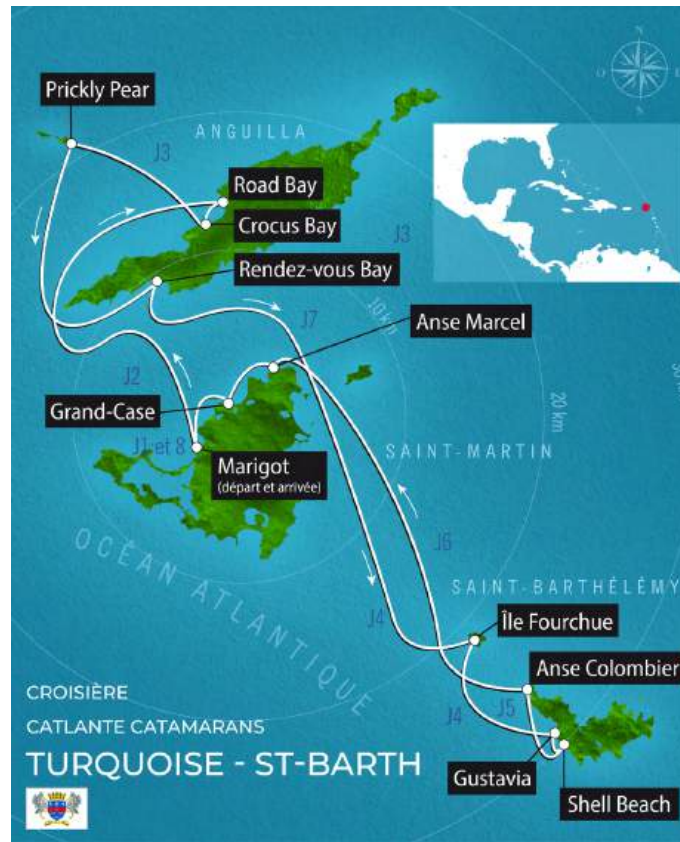 Prickly Pear
ANGUILLA
J3
Road Bay
Crocus Bay
Rendez-vous Bay
J3
10 km
J7
Anse Marcel
J2
Grand-Case
20 km
J1 et 8
Marigot
(départ et arrivée)
SAINT-MARTIN
OCÉAN ATLANTIQUE
J6
SAINT-BARTHÉLÉMY
J4
Île Fourchue
Anse Colombier
J5
J4
Gustavia
Shell Beach
CROISIÈRE
CATLANTE CATAMARANS
TURQUOISE - ST-BARTH